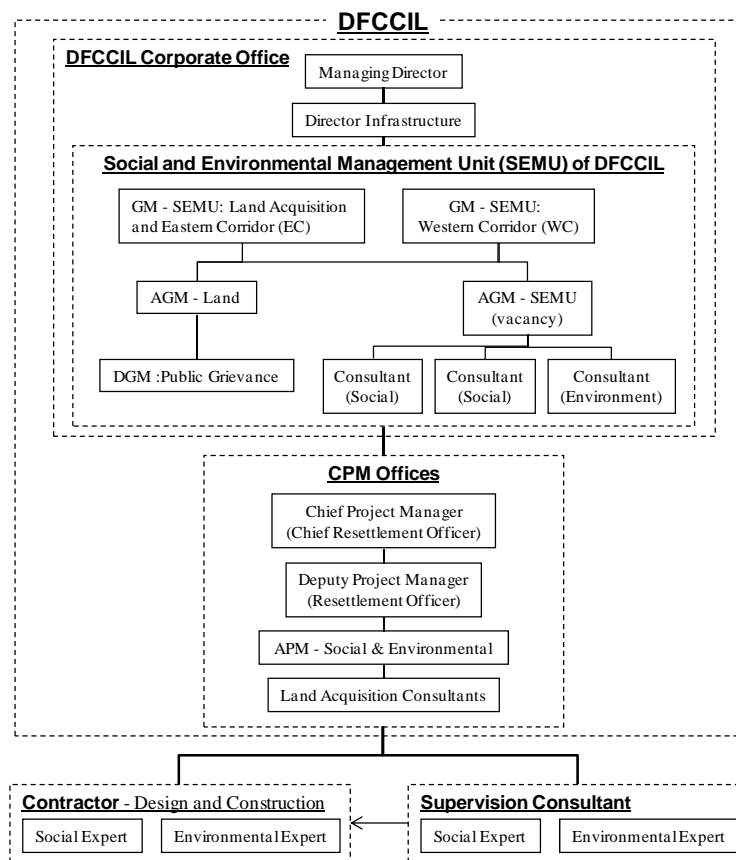 DFCCIL
DFCCIL Corporate Office
Managing Director
Director Infrastructure
Social and Environmental Management Unit (SEMU) of DFCCIL
GM - SEMU: Land Acquisition
and Eastern Corridor (EC)
GM - SEMU:
Western Corridor (WC)
AGM - Land
AGM - SEMU
(vacancy)
DGM :Public Grievance
Consultant
(Social)
Consultant
(Social)
Consultant
(Environment)
CPM Offices
Chief Project Manager
(Chief Resettlement Officer)
Deputy Project Manager
(Resettlement Officer)
APM - Social & Environmental
Land Acquisition Consultants
Contractor - Design and Construction
Social Expert
Environmental Expert
Supervision Consultant
Social Expert
Environmental Expert